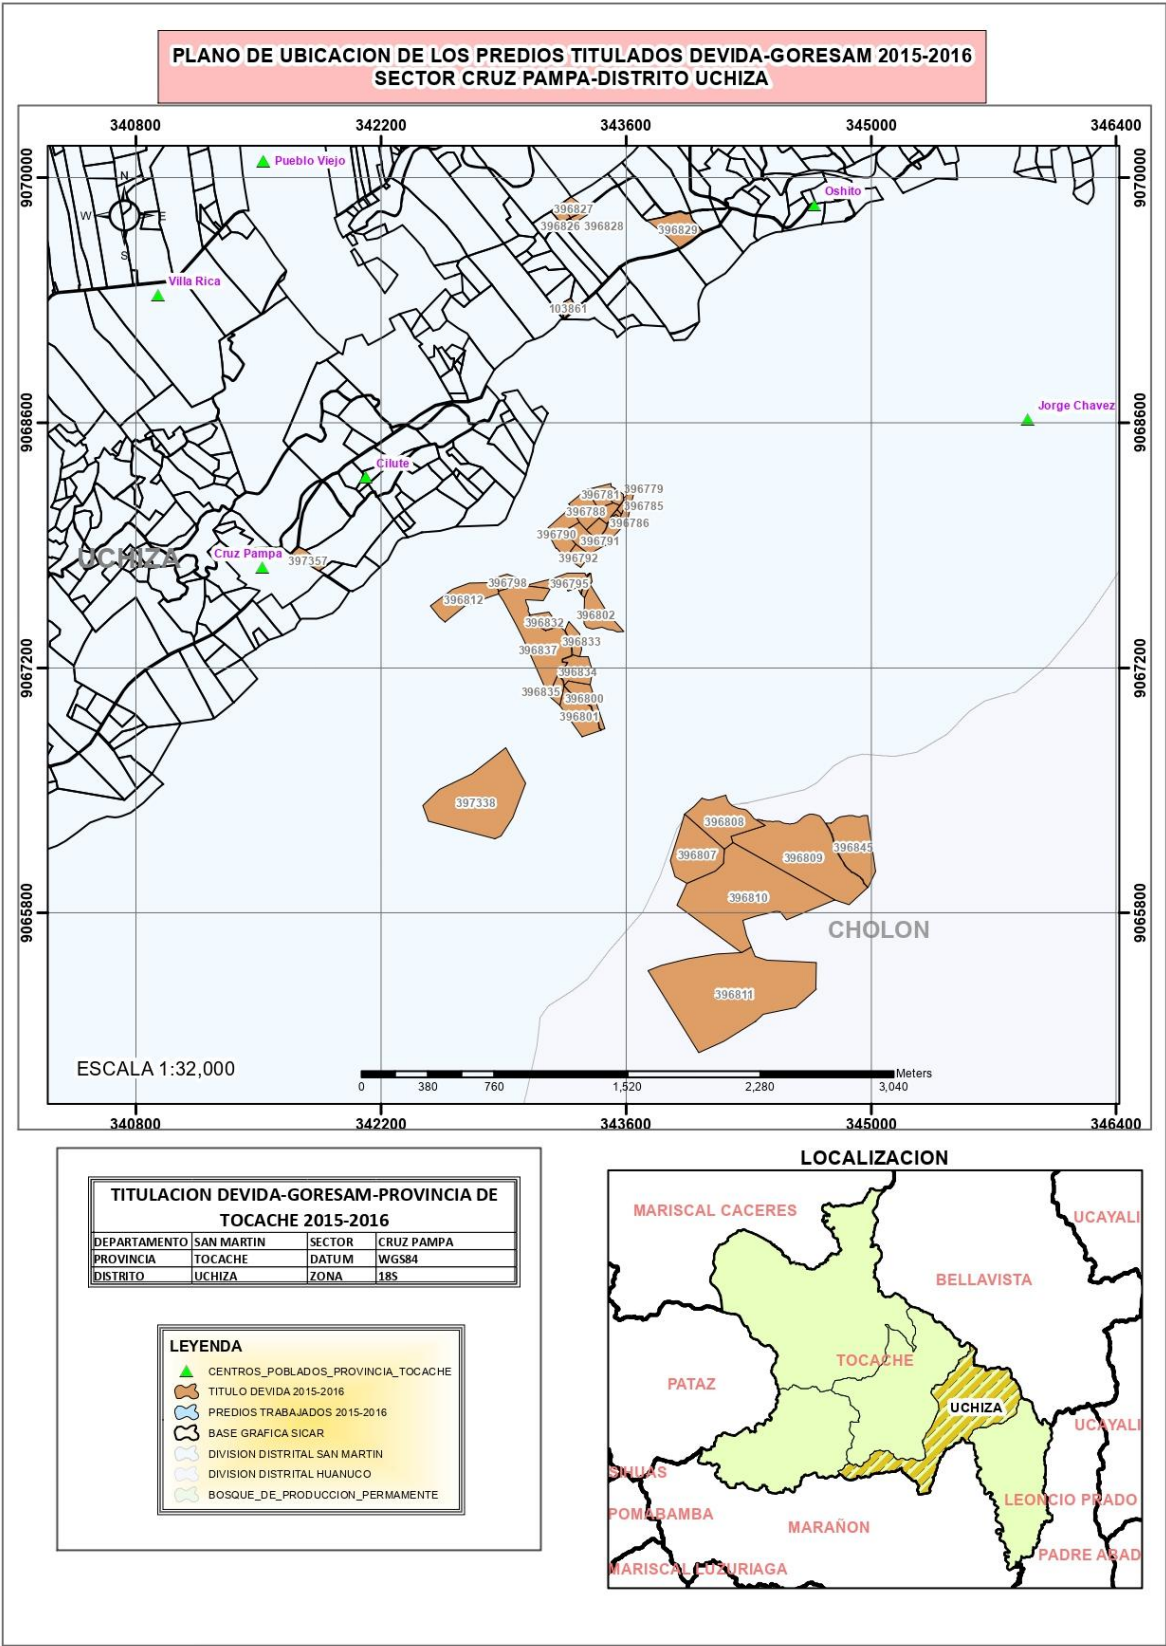 PLANO DE UBICACION DE LOS PREDIOS TITULADOS DEVIDA-GORESAM 2015-2016
SECTOR CRUZ PAMPA-DISTRITO UCHIZA
340800 342200 343600 345000 346400
9070000 9070000
Pueblo Viejo
N
W E
S
Oshito
396827
396826 396828
396829
Villa Rica
103861
Jorge Chavez
9068600 9068600
Cilute
396779
396781
396785
396788
396786
396790
396791
396792
UCHIZA
Cruz Pampa
397357
396798 396795
396812
396802
396832
396833
396837
9067200 9067200
396834
396835 396800
396801
397338
396808
396807 396809 396845
396810
9065800 9065800
CHOLON
396811
ESCALA 1:32,000
Meters
0 380 760 1,520 2,280 3,040
340800 342200 343600 345000 346400
TITULACION DEVIDA-GORESAM-PROVINCIA DE
TOCACHE 2015-2016
DEPARTAMENTO SAN MARTIN SECTOR CRUZ PAMPA
PROVINCIA TOCACHE DATUM WGS84
DISTRITO UCHIZA ZONA 18S
LEYENDA
CENTROS_POBLADOS_PROVINCIA_TOCACHE
TITULO DEVIDA 2015-2016
PREDIOS TRABAJADOS 2015-2016
BASE GRAFICA SICAR
DIVISION DISTRITAL SAN MARTIN
DIVISION DISTRITAL HUANUCO
BOSQUE_DE_PRODUCCION_PERMAMENTE
LOCALIZACION
MARISCAL CACERES
UCAYALI
BELLAVISTA
TOCACHE
PATAZ
UCHIZA
UCAYALI
SIHUAS
LEONCIO PRADO
POMABAMBA
MARAÑON
PADRE ABAD
MARISCAL LUZURIAGA